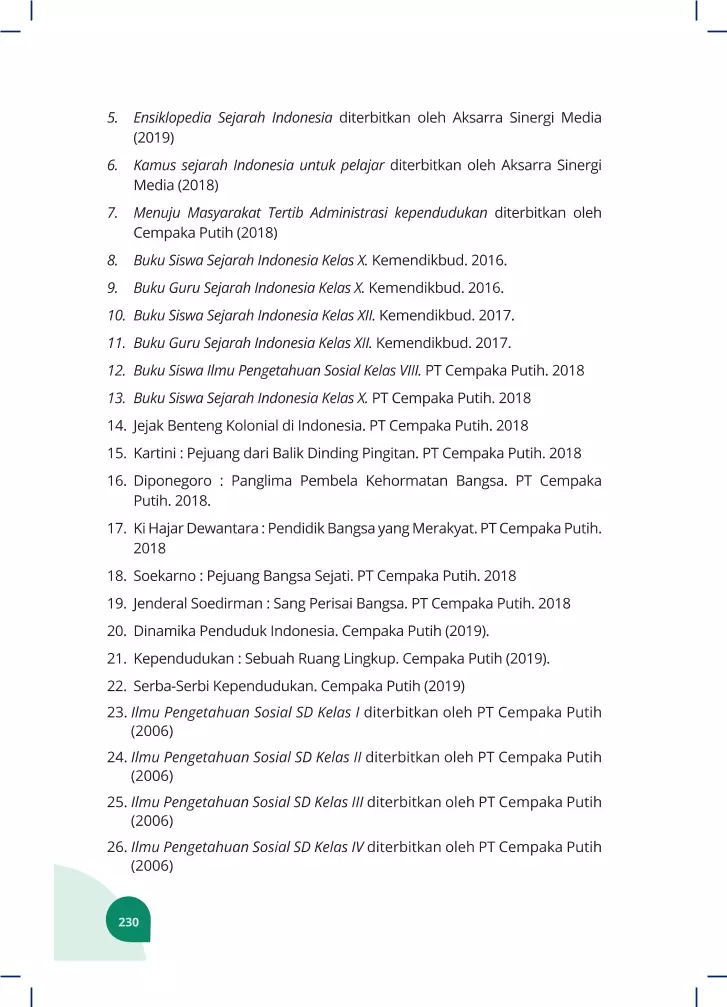 5. Ensiklopedia Sejarah Indonesia diterbitkan oleh Aksarra Sinergi Media
(2019)
6. Kamus sejarah Indonesia untuk pelajar diterbitkan oleh Aksarra Sinergi
Media (2018)
7. Menuju Masyarakat Tertib Administrasi kependudukan diterbitkan oleh
Cempaka Putih (2018)
8. Buku Siswa Sejarah Indonesia Kelas X. Kemendikbud. 2016.
9. Buku Guru Sejarah Indonesia Kelas X. Kemendikbud. 2016.
10. Buku Siswa Sejarah Indonesia Kelas XII. Kemendikbud. 2017.
11. Buku Guru Sejarah Indonesia Kelas XII. Kemendikbud. 2017.
12. Buku Siswa Ilmu Pengetahuan Sosial Kelas VIII. PT Cempaka Putih. 2018
13. Buku Siswa Sejarah Indonesia Kelas X. PT Cempaka Putih. 2018
14. Jejak Benteng Kolonial di Indonesia. PT Cempaka Putih. 2018
15. Kartini : Pejuang dari Balik Dinding Pingitan. PT Cempaka Putih. 2018
16. Diponegoro : Panglima Pembela Kehormatan Bangsa. PT Cempaka
Putih. 2018.
17. Ki Hajar Dewantara : Pendidik Bangsa yang Merakyat. PT Cempaka Putih.
2018
18. Soekarno : Pejuang Bangsa Sejati. PT Cempaka Putih. 2018
19. Jenderal Soedirman : Sang Perisai Bangsa. PT Cempaka Putih. 2018
20. Dinamika Penduduk Indonesia. Cempaka Putih (2019).
21. Kependudukan : Sebuah Ruang Lingkup. Cempaka Putih (2019).
22. Serba-Serbi Kependudukan. Cempaka Putih (2019)
23. Ilmu Pengetahuan Sosial SD Kelas I diterbitkan oleh PT Cempaka Putih
(2006)
24. Ilmu Pengetahuan Sosial SD Kelas II diterbitkan oleh PT Cempaka Putih
(2006)
25. Ilmu Pengetahuan Sosial SD Kelas III diterbitkan oleh PT Cempaka Putih
(2006)
26. Ilmu Pengetahuan Sosial SD Kelas IV diterbitkan oleh PT Cempaka Putih
(2006)
230